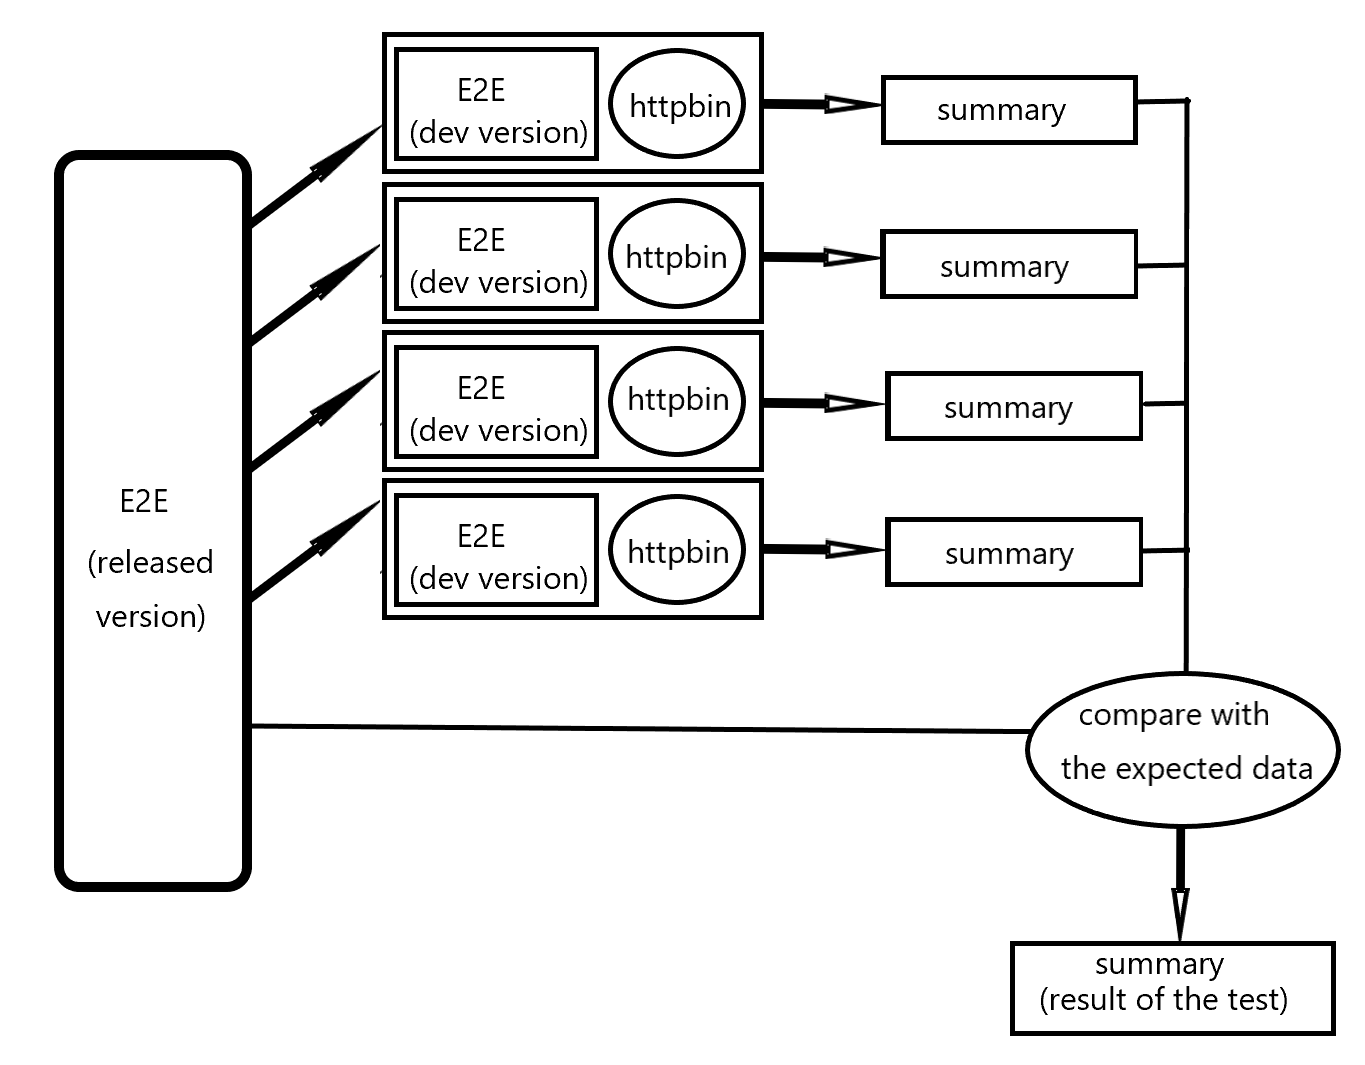 E2E
(dev version)
httpbin
summary
E2E
(dev version)
httpbin
summary
E2E
(dev version)
httpbin
summary
E2E
(dev version)
httpbin
summary
E2E
(released
version)
compare with
the expected data
summary
(result of the test)